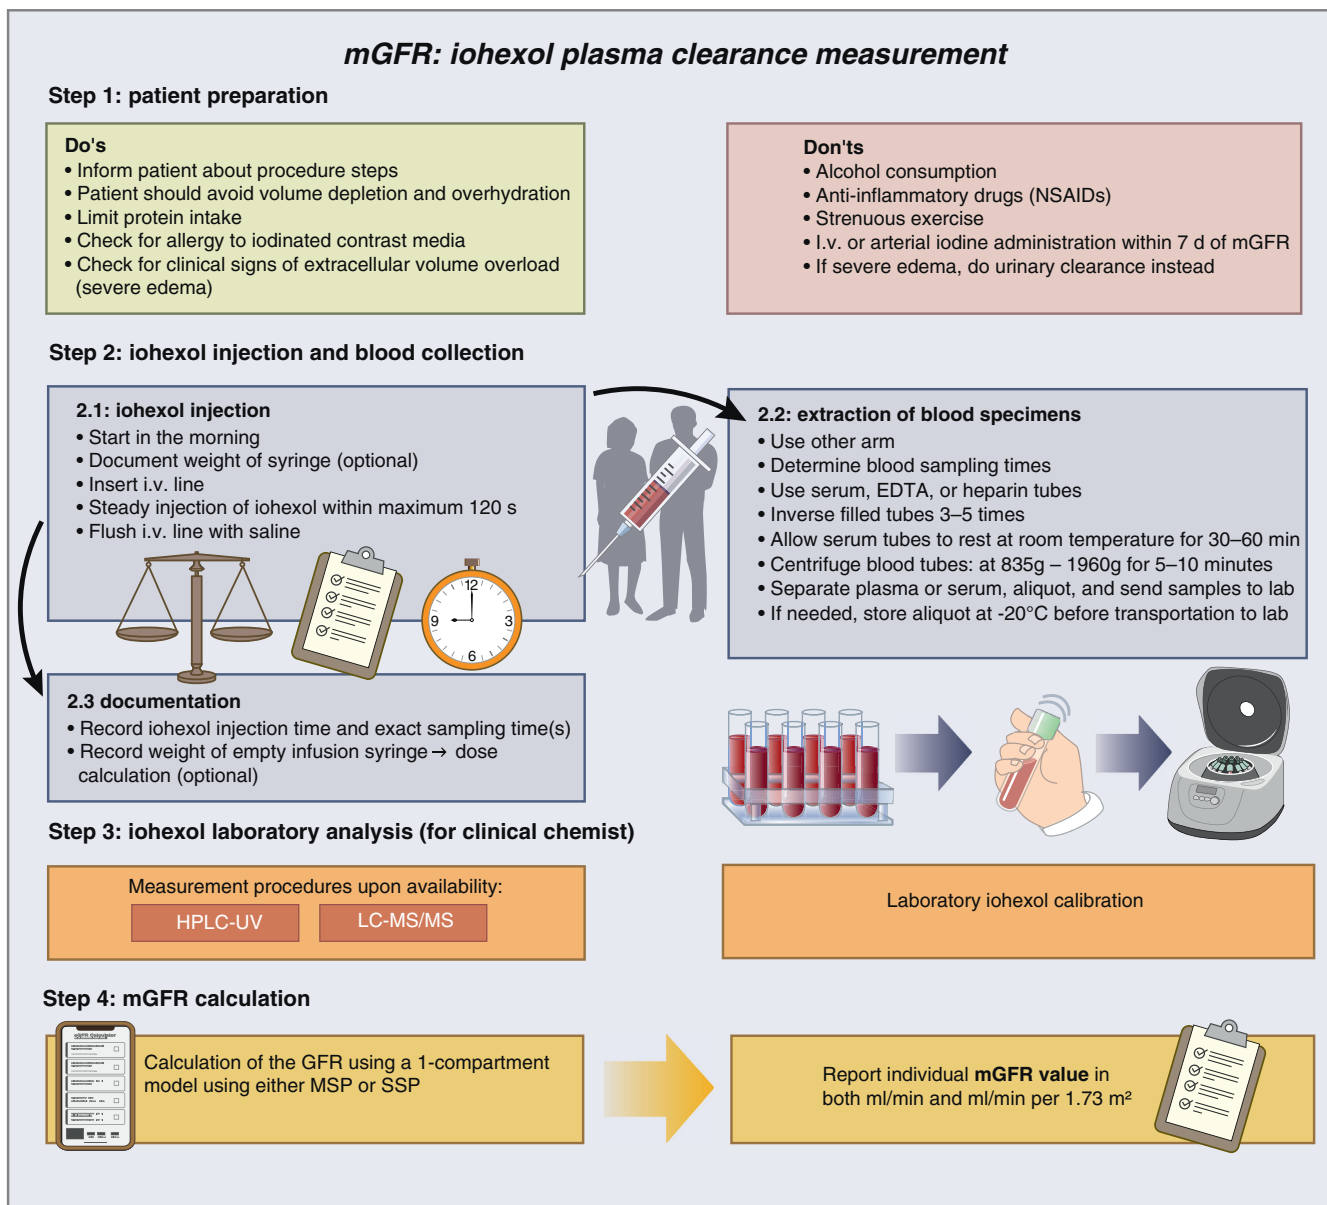 mGFR: iohexol plasma clearance measurement
Step 1: patient preparation
Do's
• Inform patient about procedure steps
• Patient should avoid volume depletion and overhydration
• Limit protein intake
• Check for allergy to iodinated contrast media
• Check for clinical signs of extracellular volume overload
(severe edema)
Don'ts
• Alcohol consumption
• Anti-inflammatory drugs (NSAIDs)
• Strenuous exercise
• I.v. or arterial iodine administration within 7 d of mGFR
• If severe edema, do urinary clearance instead
Step 2: iohexol injection and blood collection
2.1: iohexol injection
• Start in the morning
• Document weight of syringe (optional)
• Insert i.v. line
• Steady injection of iohexol within maximum 120 s
• Flush i.v. line with saline
12
9
3
6
2.2: extraction of blood specimens
• Use other arm
• Determine blood sampling times
• Use serum, EDTA, or heparin tubes
• Inverse filled tubes 3–5 times
• Allow serum tubes to rest at room temperature for 30–60 min
• Centrifuge blood tubes: at 835g – 1960g for 5–10 minutes
• Separate plasma or serum, aliquot, and send samples to lab
• If needed, store aliquot at -20°C before transportation to lab
2.3 documentation
• Record iohexol injection time and exact sampling time(s)
• Record weight of empty infusion syringe → dose
calculation (optional)
Step 3: iohexol laboratory analysis (for clinical chemist)
Measurement procedures upon availability:
HPLC-UV
LC-MS/MS
Laboratory iohexol calibration
Step 4: mGFR calculation
eGFR Calculator
Calculation of the GFR using a 1-compartment
model using either MSP or SSP
Report individual mGFR value in
both ml/min and ml/min per 1.73 m²